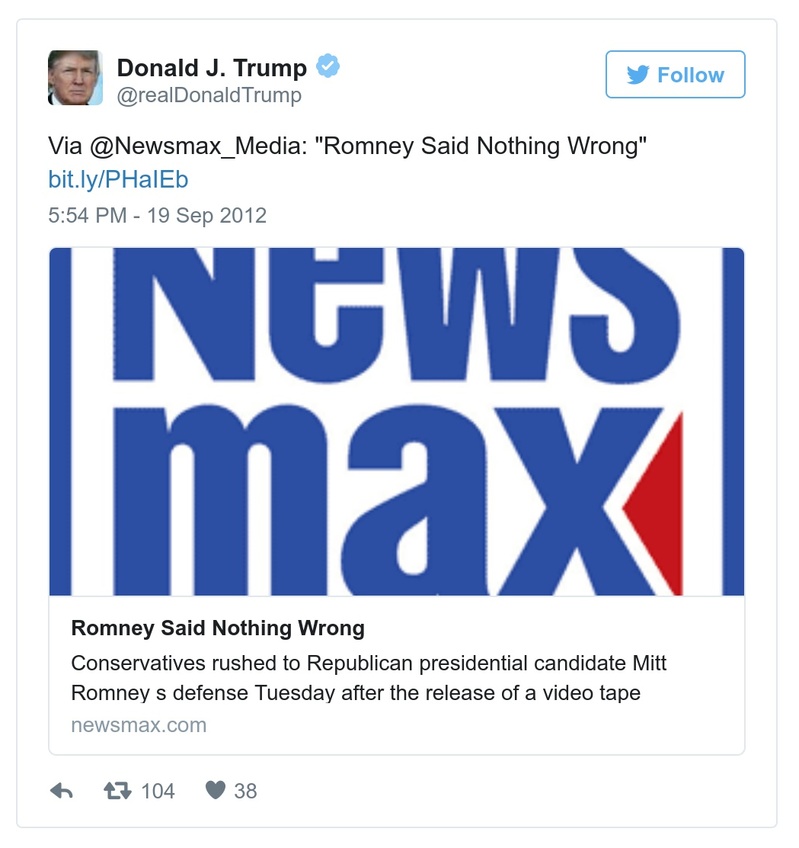 Donald J. Trump
@realDonaldTrump
Follow
Via @Newsmax_Media: "Romney Said Nothing Wrong"
bit.ly/PHaIEb
5:54 PM - 19 Sep 2012
News
max
Romney Said Nothing Wrong
Conservatives rushed to Republican presidential candidate Mitt
Romney s defense Tuesday after the release of a video tape
newsmax.com
104 38